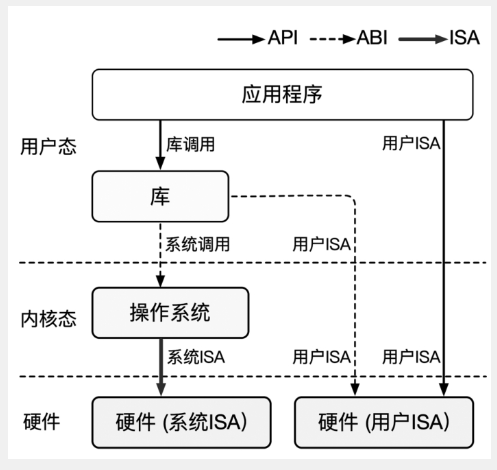 API ABI ISA
应用程序
用户态
库调用
用户ISA
库
系统调用
用户ISA
操作系统
内核态
系统ISA
用户ISA
用户ISA
硬件
硬件 (系统ISA)
硬件 (用户ISA)